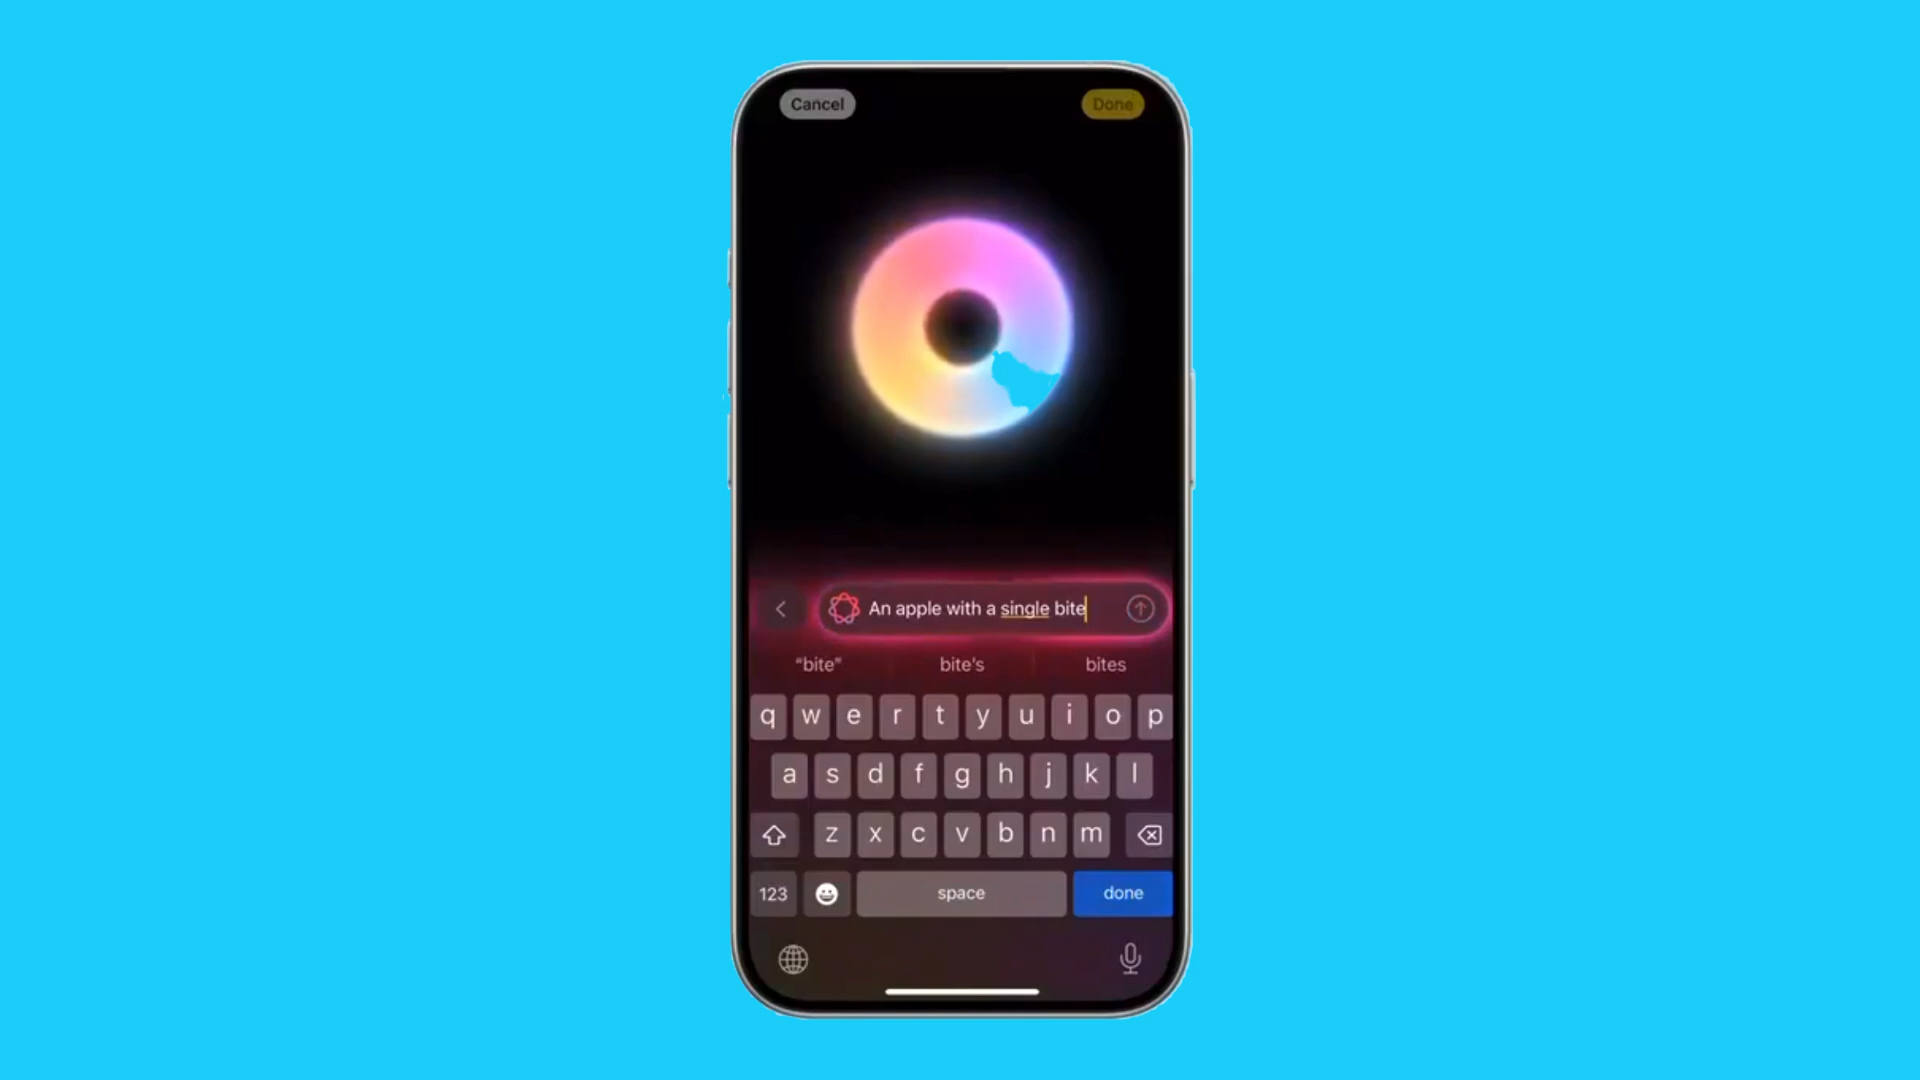 Cancel Done
An apple with a single bite
“bite” bite's bites
q w e r t y u i o p
a s d f g h j k l
z x c v b n m
123 space done